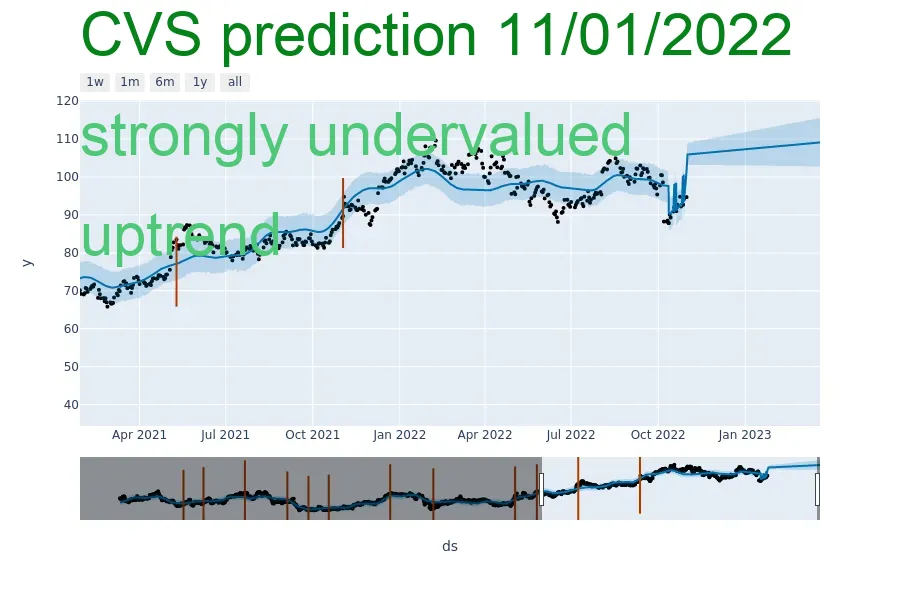 CVS prediction 11/01/2022
1w 1m 6m 1y all
120
strongly undervalued
110
100
90
uptrend
80
y
70
60
50
40
Apr 2021 Jul 2021 Oct 2021 Jan 2022 Apr 2022 Jul 2022 Oct 2022 Jan 2023
ds